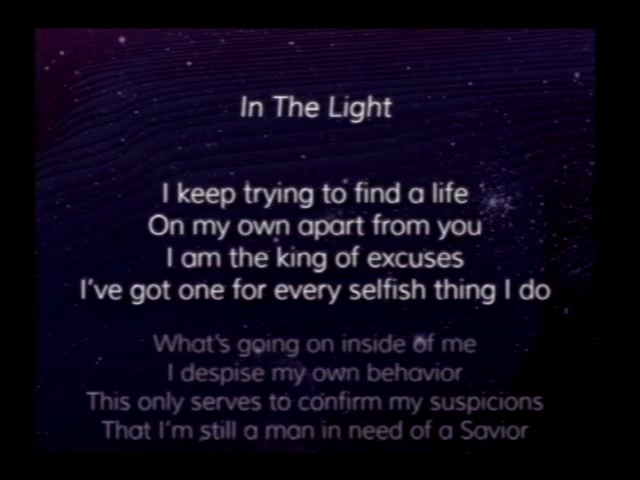 In The Light
I keep trying to find a life
On my own apart from you
I am the king of excuses
I've got one for every selfish thing I do
What's going on inside of me
I despise my own behavior
This only serves to confirm my suspicions
That I'm still a man in need of a Savior